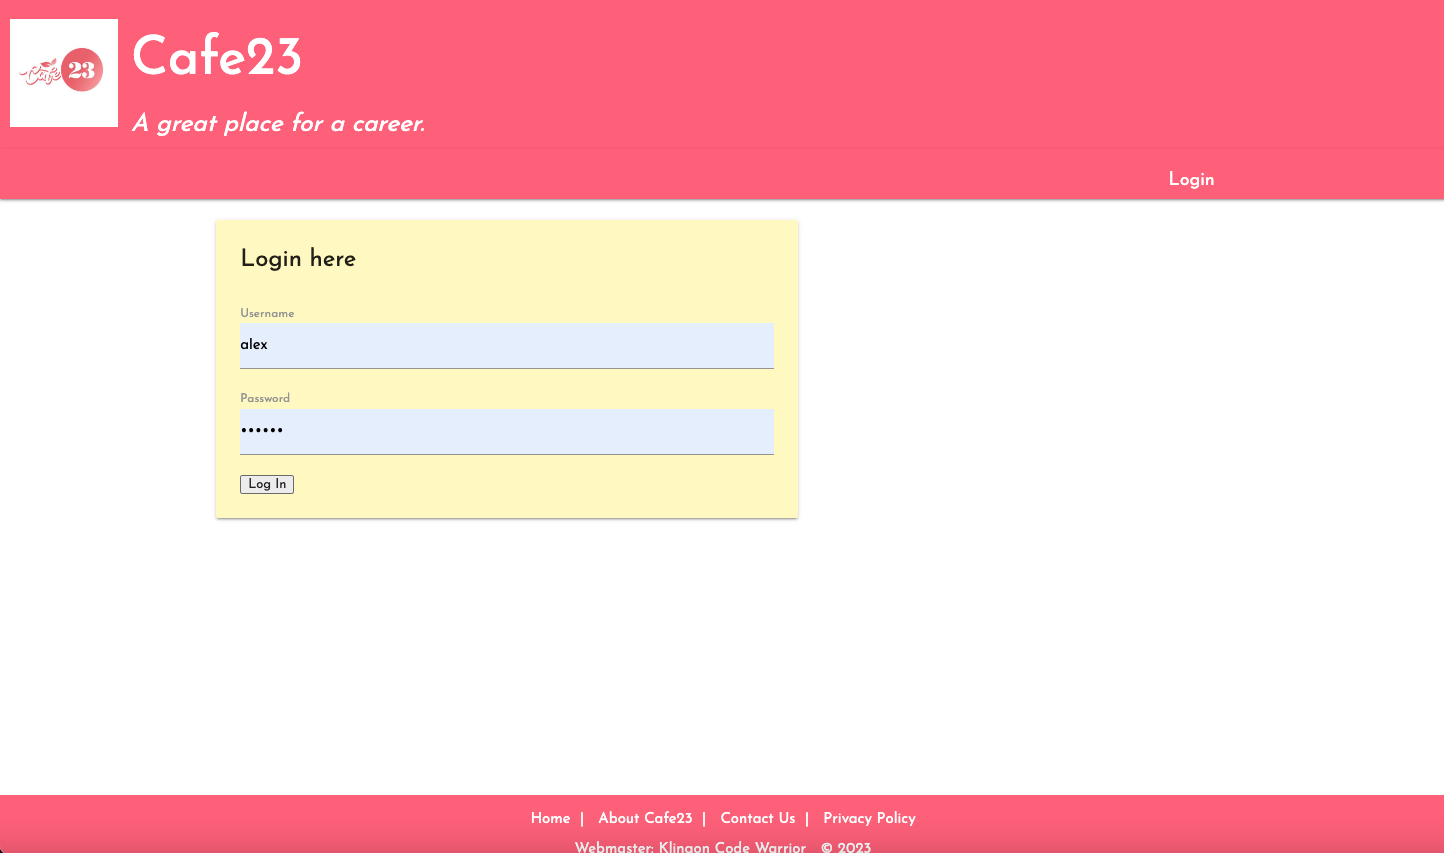 Cafe 23
Cafe23
A great place for a career.
Login
Login here
Username
alex
Password
••••••
Log In
Home | About Cafe23 | Contact Us | Privacy Policy
Webmaster: Klingon Code Warrior © 2023